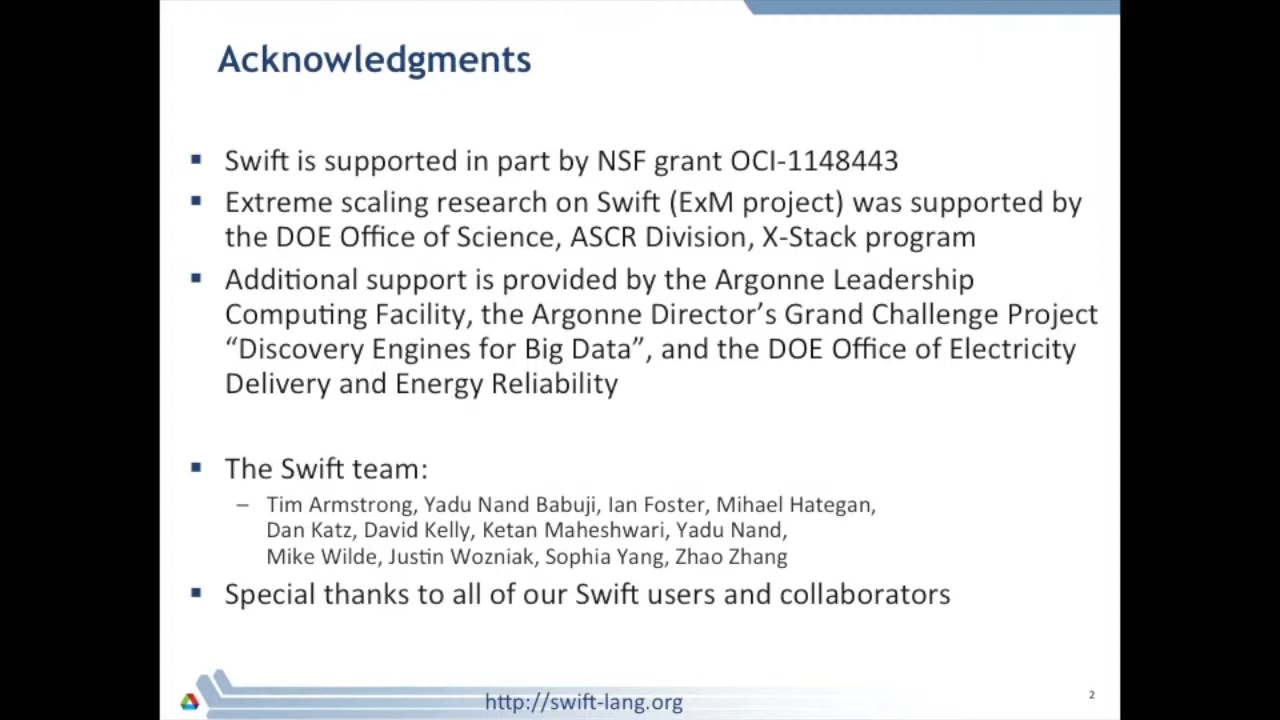 Acknowledgments
▪ Swift is supported in part by NSF grant OCI-1148443
▪ Extreme scaling research on Swift (ExM project) was supported by
the DOE Office of Science, ASCR Division, X-Stack program
▪ Additional support is provided by the Argonne Leadership
Computing Facility, the Argonne Director’s Grand Challenge Project
“Discovery Engines for Big Data”, and the DOE Office of Electricity
Delivery and Energy Reliability
▪ The Swift team:
– Tim Armstrong, Yadu Nand Babuji, Ian Foster, Mihael Hategan,
Dan Katz, David Kelly, Ketan Maheshwari, Yadu Nand,
Mike Wilde, Justin Wozniak, Sophia Yang, Zhao Zhang
▪ Special thanks to all of our Swift users and collaborators
http://swift-lang.org
2